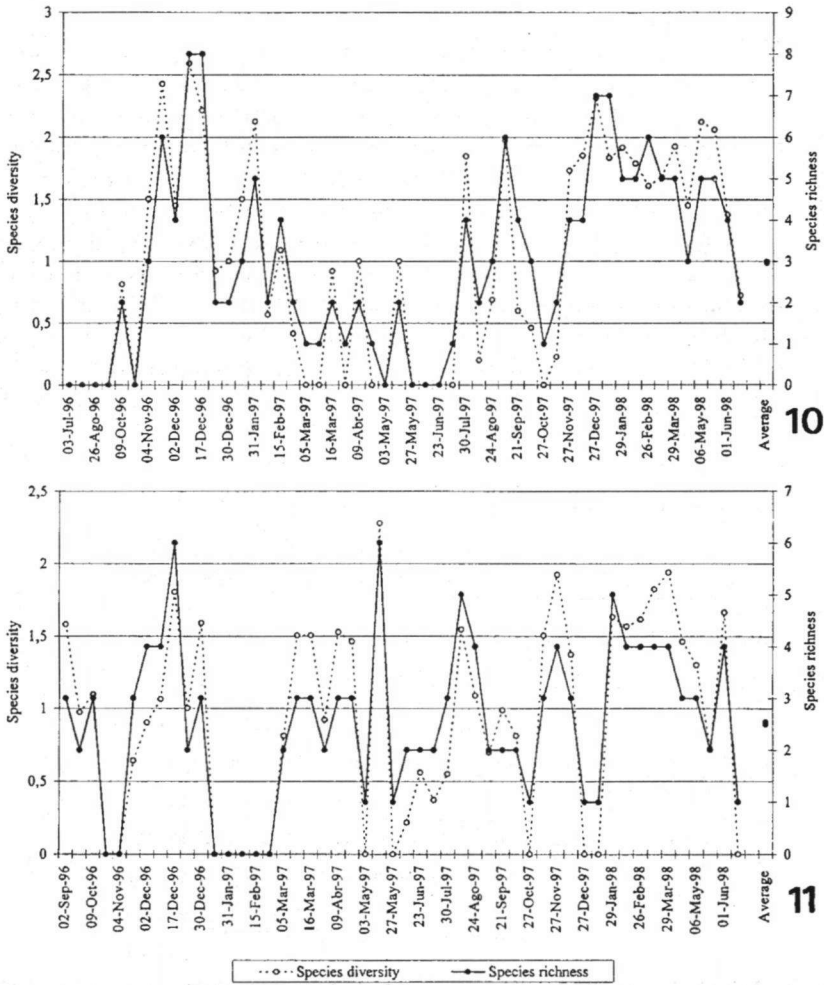 3
2,5
2
1,5
1
0,5
0
Species diversity
9
8
7
6
5
4
3
2
1
0
Species richness
03-Jul-96
26-Ago-96
09-Oct-96
04-Nov-96
02-Dec-96
17-Dec-96
30-Dec-96
31-Jan-97
15-Feb-97
05-Mar-97
16-Mar-97
09-Abr-97
03-May-97
27-May-97
23-Jun-97
30-Jul-97
24-Ago-97
21-Sep-97
27-Oct-97
27-Nov-97
27-Dec-97
29-Jan-98
26-Feb-98
29-Mar-98
06-May-98
01-Jun-98
Average
10
2,5
2
1,5
1
0,5
0
Species diversity
7
6
5
4
3
2
1
0
Species richness
02-Sep-96
09-Oct-96
04-Nov-96
02-Dec-96
17-Dec-96
30-Dec-96
31-Jan-97
15-Feb-97
05-Mar-97
16-Mar-97
09-Abr-97
03-May-97
27-May-97
23-Jun-97
30-Jul-97
24-Ago-97
21-Sep-97
27-Oct-97
27-Nov-97
27-Dec-97
29-Jan-98
26-Feb-98
29-Mar-98
06-May-98
01-Jun-98
Average
11
Species diversity
Species richness